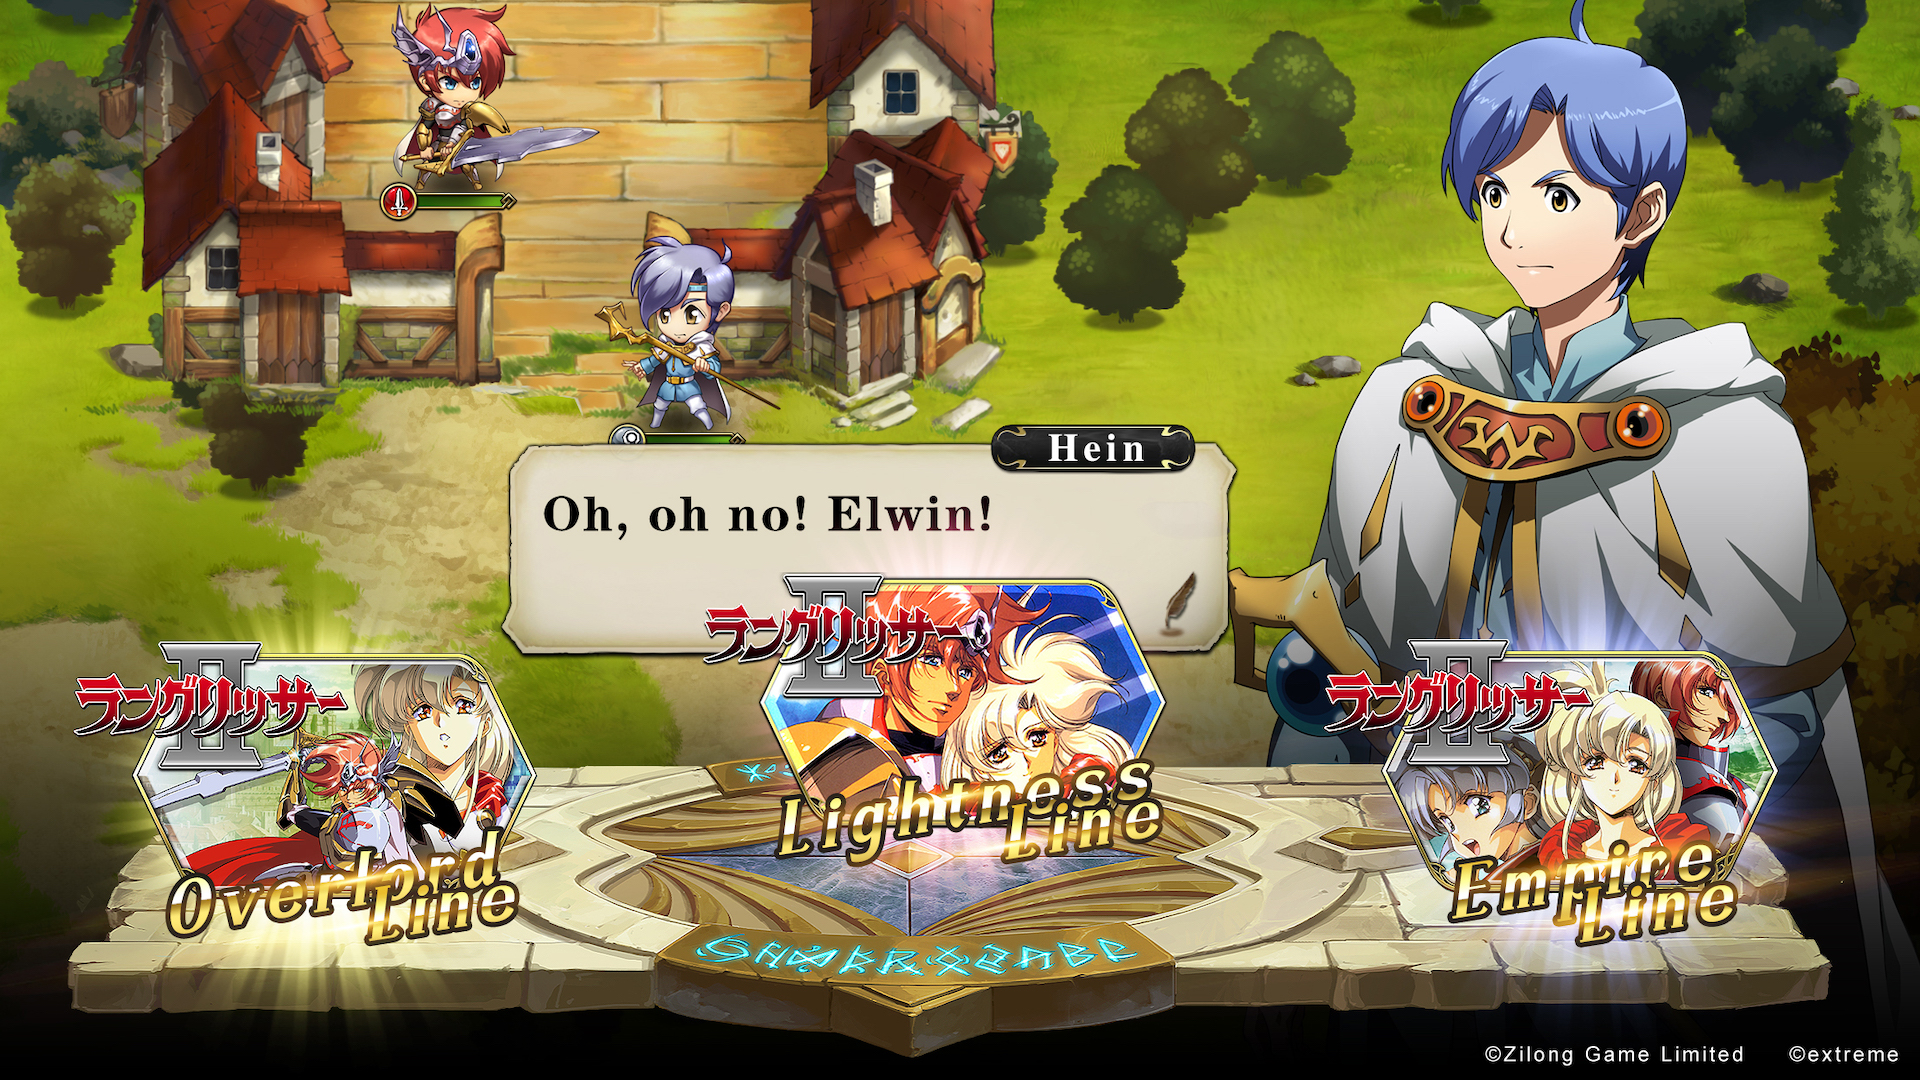 Hein
Oh, oh no! Elwin!
ラングリッサー
II
ラングリッサー
II
ラングリッサー
II
Overlord
Line
Lightness
Line
Empire
Line
©Zilong Game Limited ©extreme